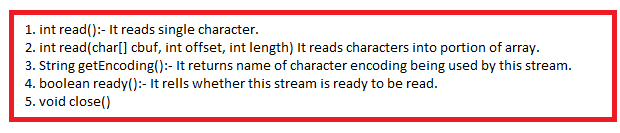 1. int read():- It reads single character.
2. int read(char[] cbuf, int offset, int length) It reads characters into portion of array.
3. String getEncoding():- It returns name of character encoding being used by this stream.
4. boolean ready():- It rells whether this stream is ready to be read.
5. void close()